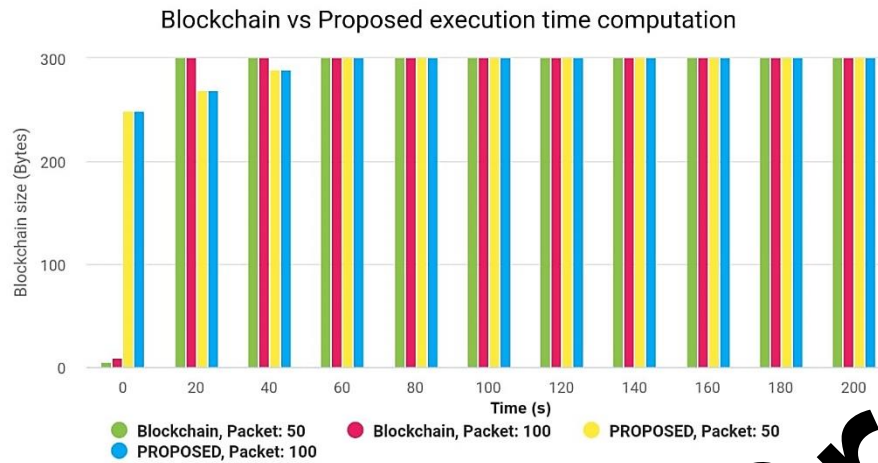 Blockchain vs Proposed execution time computation
Blockchain size (Bytes)
300
200
100
0
0 20 40 60 80 100 120 140 160 180 200
Time (s)
Blockchain, Packet: 50 Blockchain, Packet: 100 PROPOSED, Packet: 50
PROPOSED, Packet: 100